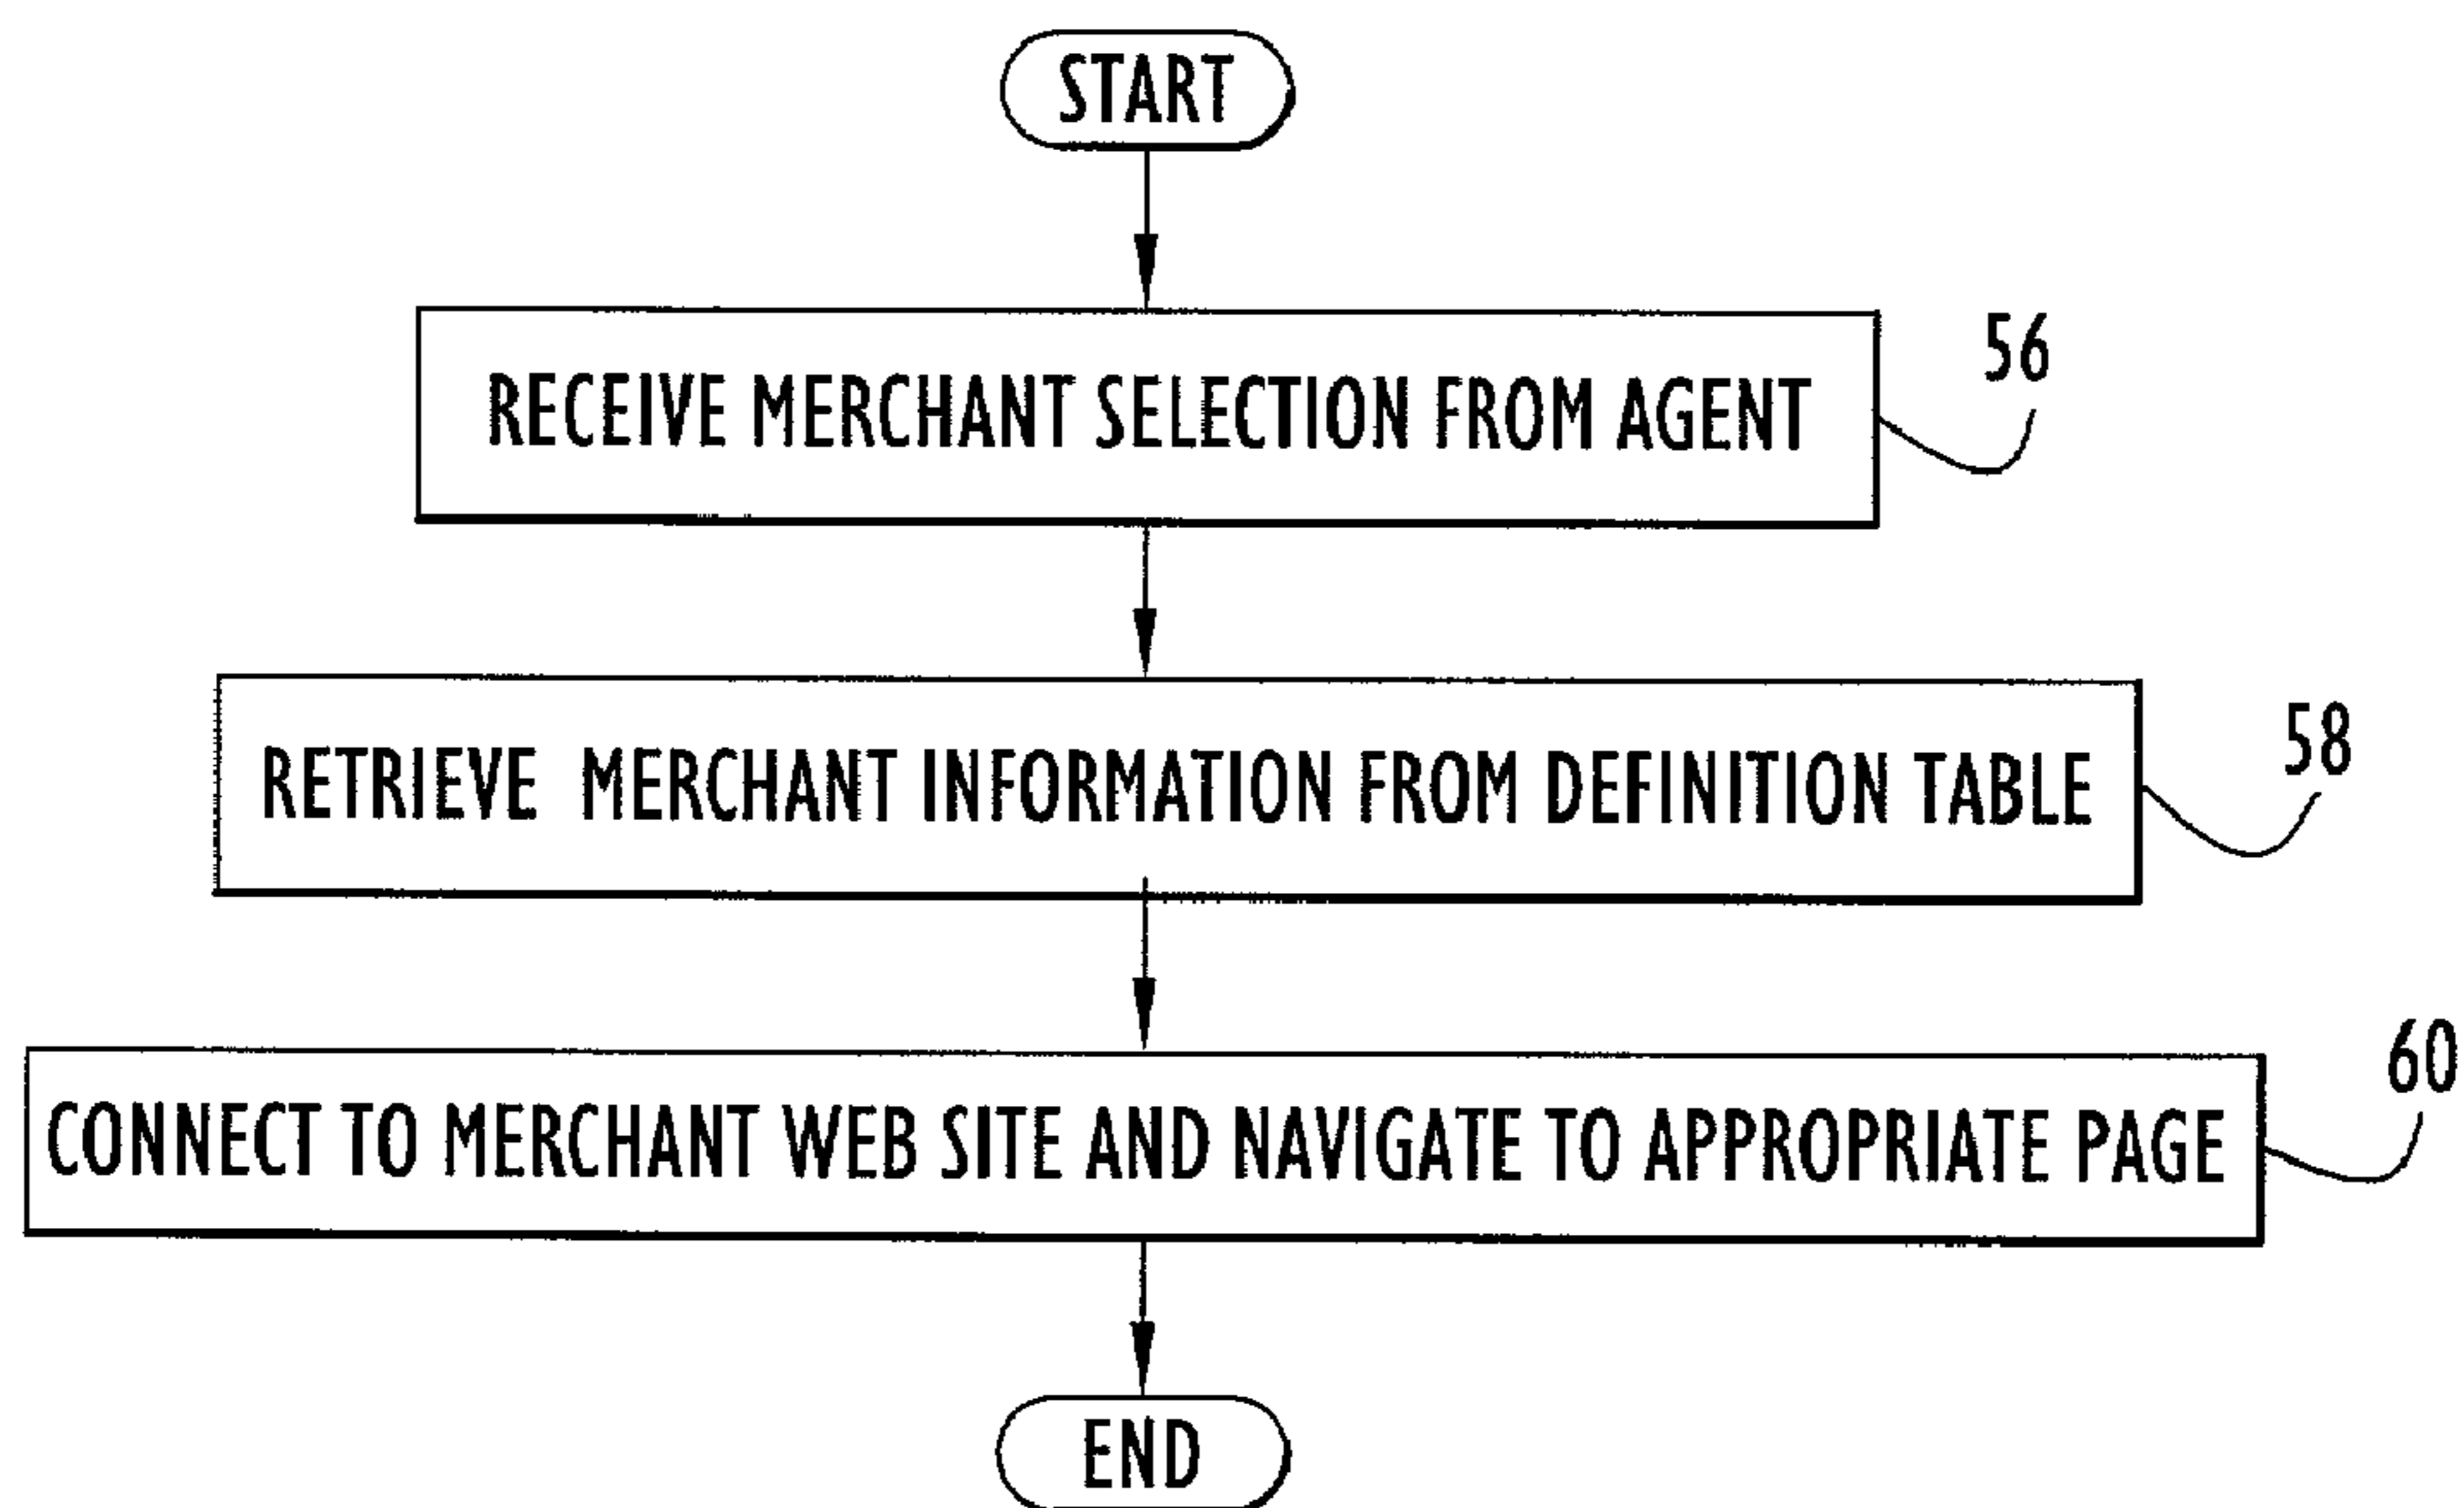 START
RECEIVE MERCHANT SELECTION FROM AGENT
56
RETRIEVE MERCHANT INFORMATION FROM DEFINITION TABLE
58
CONNECT TO MERCHANT WEB SITE AND NAVIGATE TO APPROPRIATE PAGE
60
END